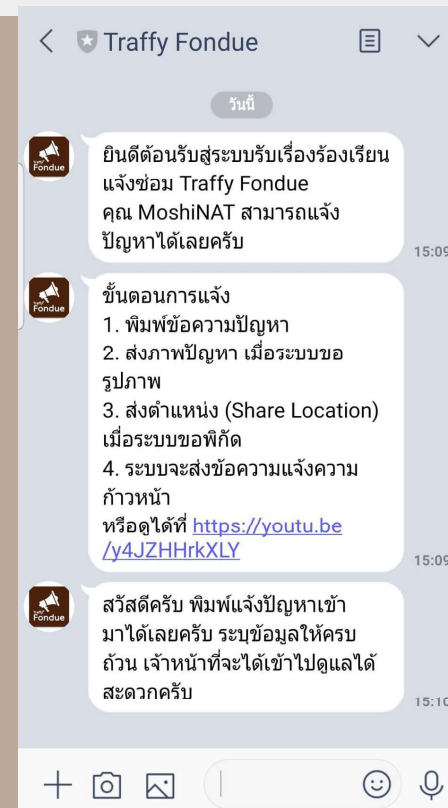 Traffy Fondue
วันนี้
ยินดีต้อนรับสู่ระบบรับเรื่องร้องเรียน
แจ้งซ่อม Traffy Fondue
คุณ MoshiNAT สามารถแจ้ง
ปัญหาได้เลยครับ
15:09
Fondue
ขั้นตอนการแจ้ง
1. พิมพ์ข้อความปัญหา
2. ส่งภาพปัญหา เมื่อระบบขอ
รูปภาพ
3. ส่งตำแหน่ง (Share Location)
เมื่อระบบขอพิกัด
4. ระบบจะส่งข้อความแจ้งความ
ก้าวหน้า
หรือดูได้ที่ https://youtu.be
/y4JZHHrkXLY
15:09
Fondue
สวัสดีครับ พิมพ์แจ้งปัญหาเข้า
มาได้เลยครับ ระบุข้อมูลให้ครบ
ถ้วน เจ้าหน้าที่จะได้เข้าไปดูแลได้
สะดวกครับ
15:10
Fondue